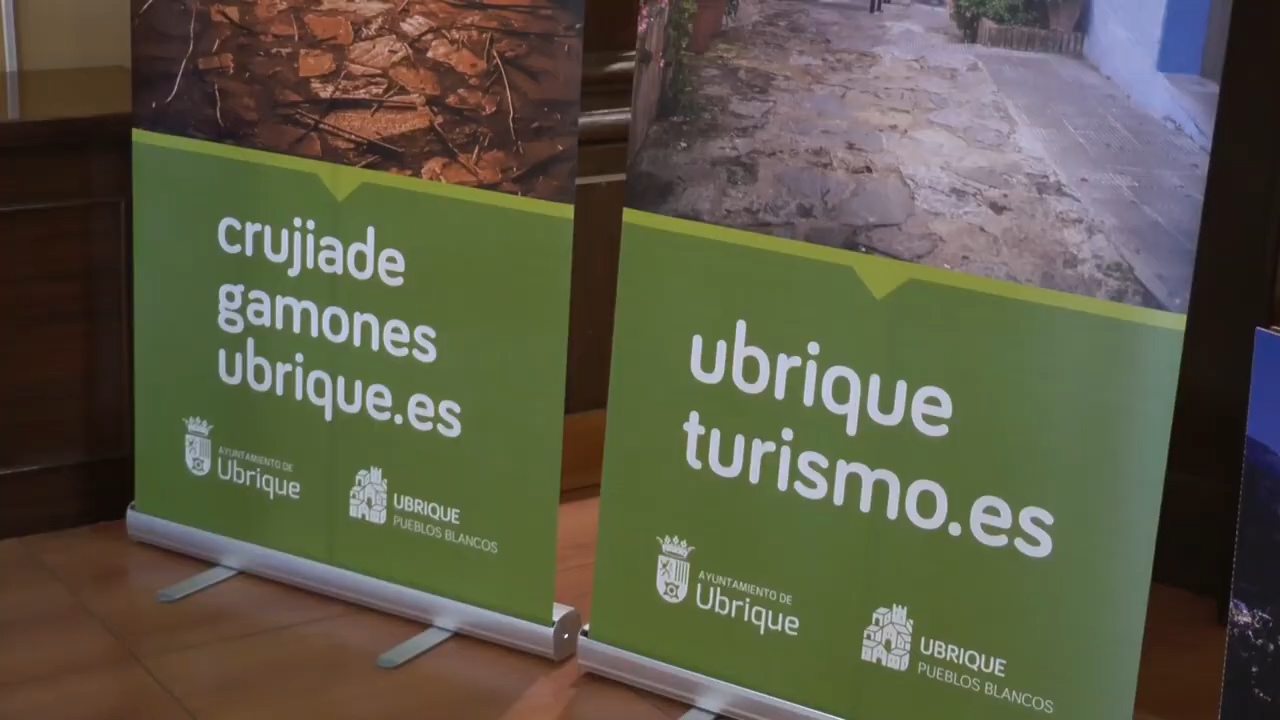 crujiade
gamones
ubrique.es
AYUNTAMIENTO DE
Ubrique
UBRIQUE
PUEBLOS BLANCOS
ubrique
turismo.es
AYUNTAMIENTO DE
Ubrique
UBRIQUE
PUEBLOS BLANCOS